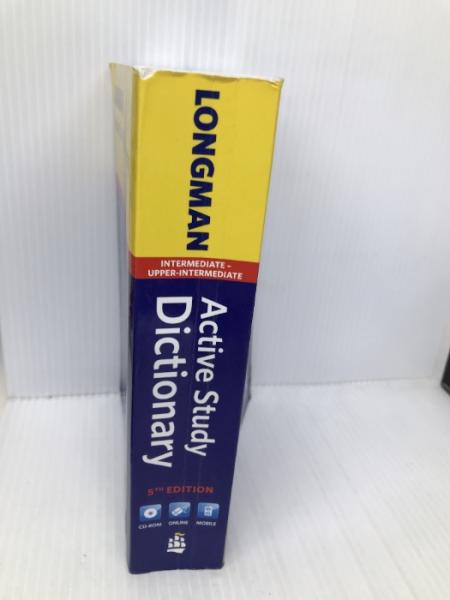 LONGMAN
INTERMEDIATE -
UPPER-INTERMEDIATE
Active Study
Dictionary
5TH EDITION
CD-ROM
ONLINE
MOBILE